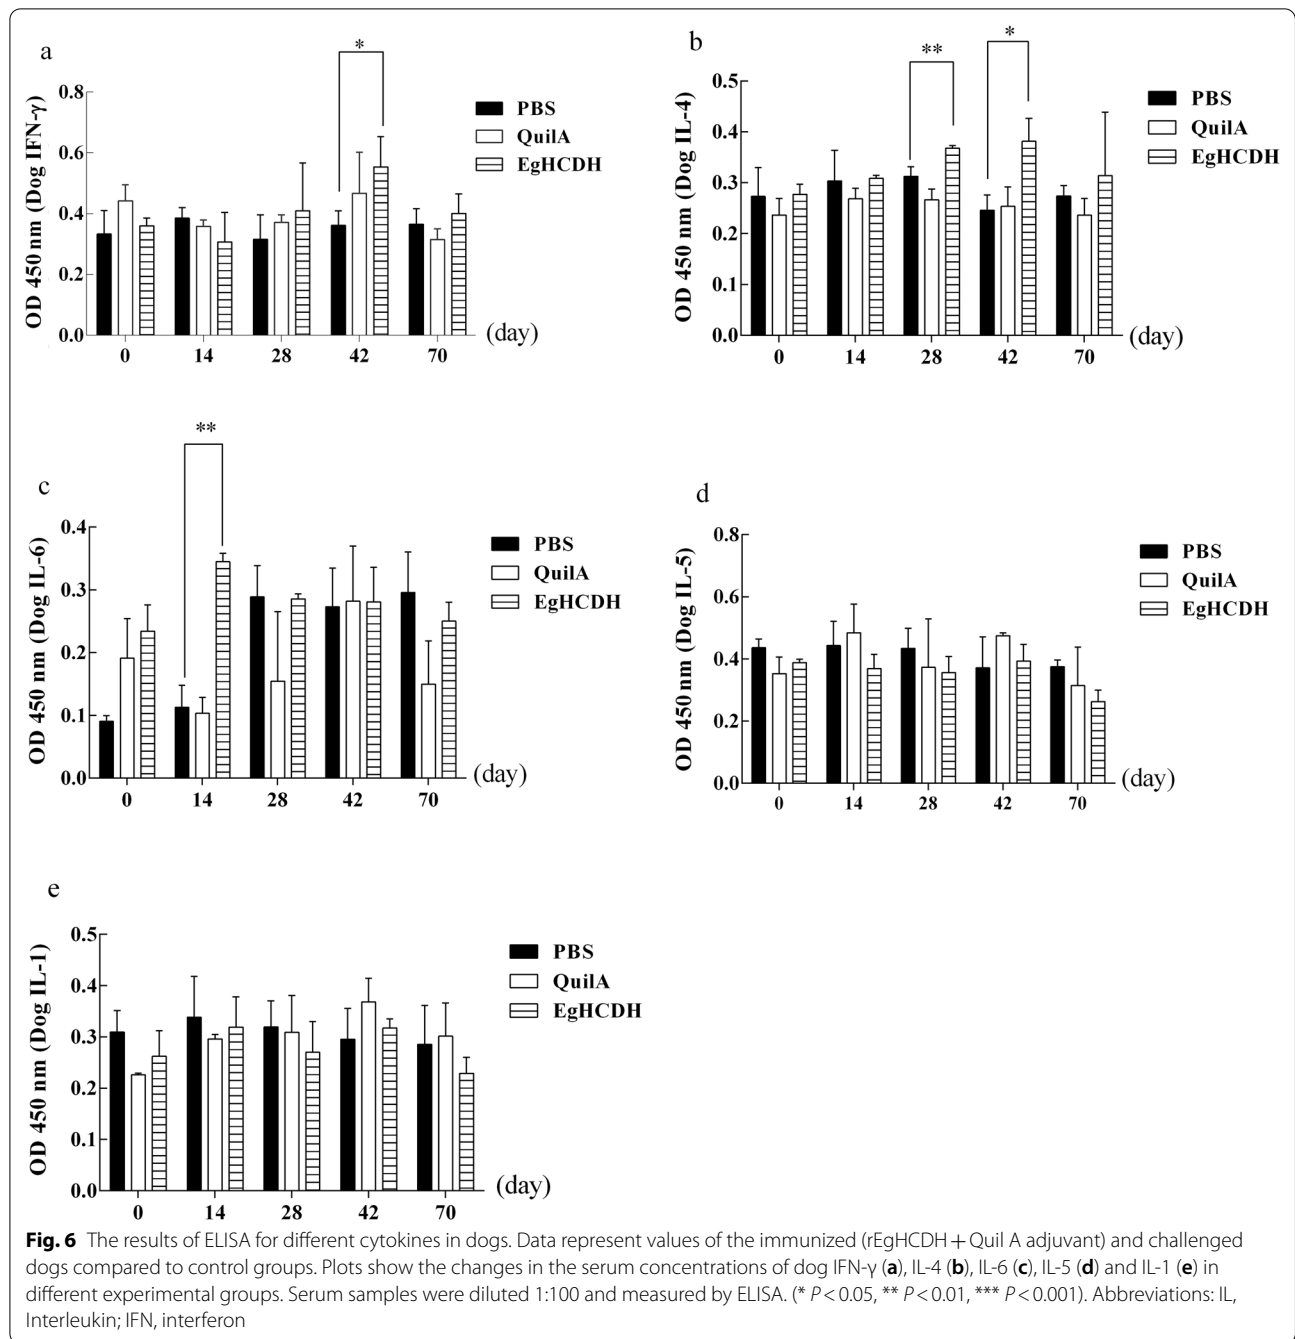 a
*
OD 450 nm (Dog IFN-γ)
0.8
0.6
0.4
0.2
0.0
0 14 28 42 70
(day)
PBS
QuilA
EgHCDH
b
**
*
OD 450 nm (Dog IL-4)
0.5
0.4
0.3
0.2
0.1
0.0
0 14 28 42 70
(day)
PBS
QuilA
EgHCDH
c
**
OD 450 nm (Dog IL-6)
0.4
0.3
0.2
0.1
0.0
0 14 28 42 70
(day)
PBS
QuilA
EgHCDH
d
OD 450 nm (Dog IL-5)
0.8
0.6
0.4
0.2
0.0
0 14 28 42 70
(day)
PBS
QuilA
EgHCDH
e
OD 450 nm (Dog IL-1)
0.5
0.4
0.3
0.2
0.1
0.0
0 14 28 42 70
(day)
PBS
QuilA
EgHCDH
Fig. 6 The results of ELISA for different cytokines in dogs. Data represent values of the immunized (rEgHCDH + Quil A adjuvant) and challenged
dogs compared to control groups. Plots show the changes in the serum concentrations of dog IFN-γ (a), IL-4 (b), IL-6 (c), IL-5 (d) and IL-1 (e) in
different experimental groups. Serum samples were diluted 1:100 and measured by ELISA. (* P < 0.05, ** P < 0.01, *** P < 0.001). Abbreviations: IL,
Interleukin; IFN, interferon